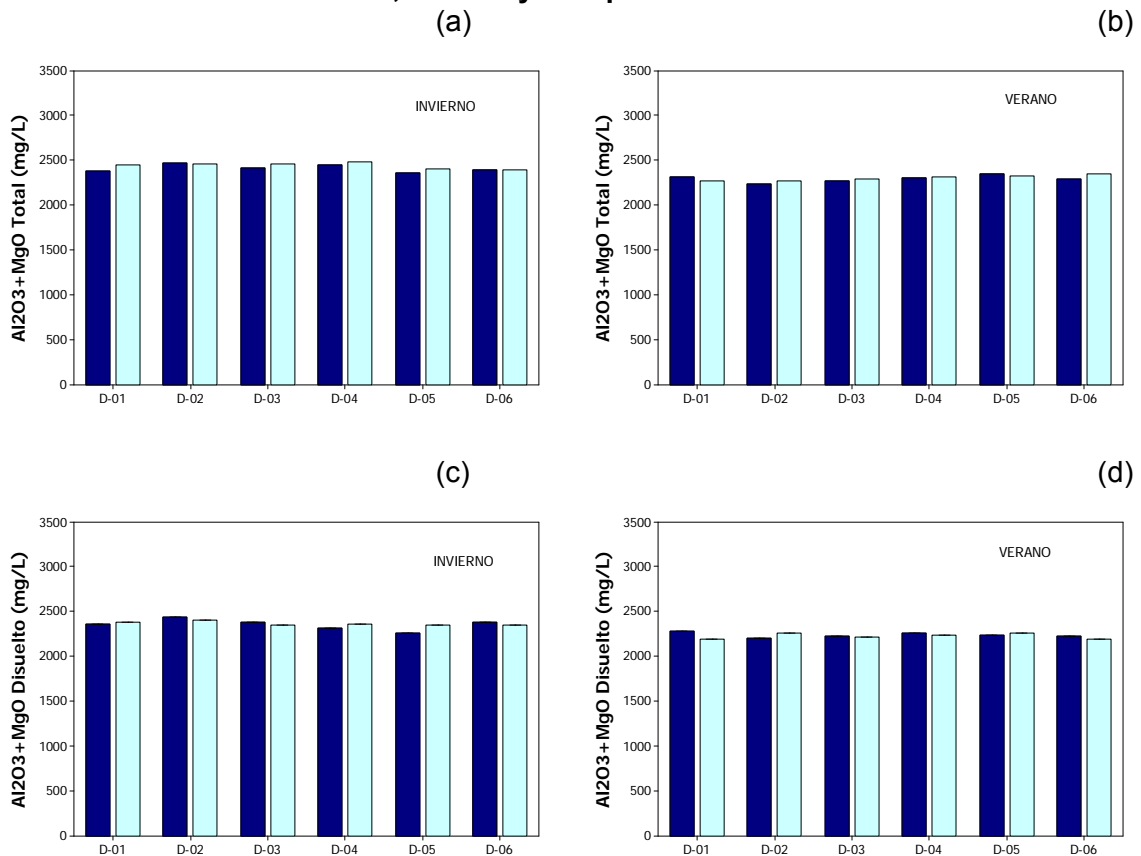 (a)
(b)
Al2O3+MgO Total (mg/L)
3500
3000
2500
2000
1500
1000
500
0
INVIERNO
D-01 D-02 D-03 D-04 D-05 D-06
Al2O3+MgO Total (mg/L)
3500
3000
2500
2000
1500
1000
500
0
VERANO
D-01 D-02 D-03 D-04 D-05 D-06
(c)
(d)
Al2O3+MgO Disuelto (mg/L)
3500
3000
2500
2000
1500
1000
500
0
INVIERNO
D-01 D-02 D-03 D-04 D-05 D-06
Al2O3+MgO Disuelto (mg/L)
3500
3000
2500
2000
1500
1000
500
0
VERANO
D-01 D-02 D-03 D-04 D-05 D-06